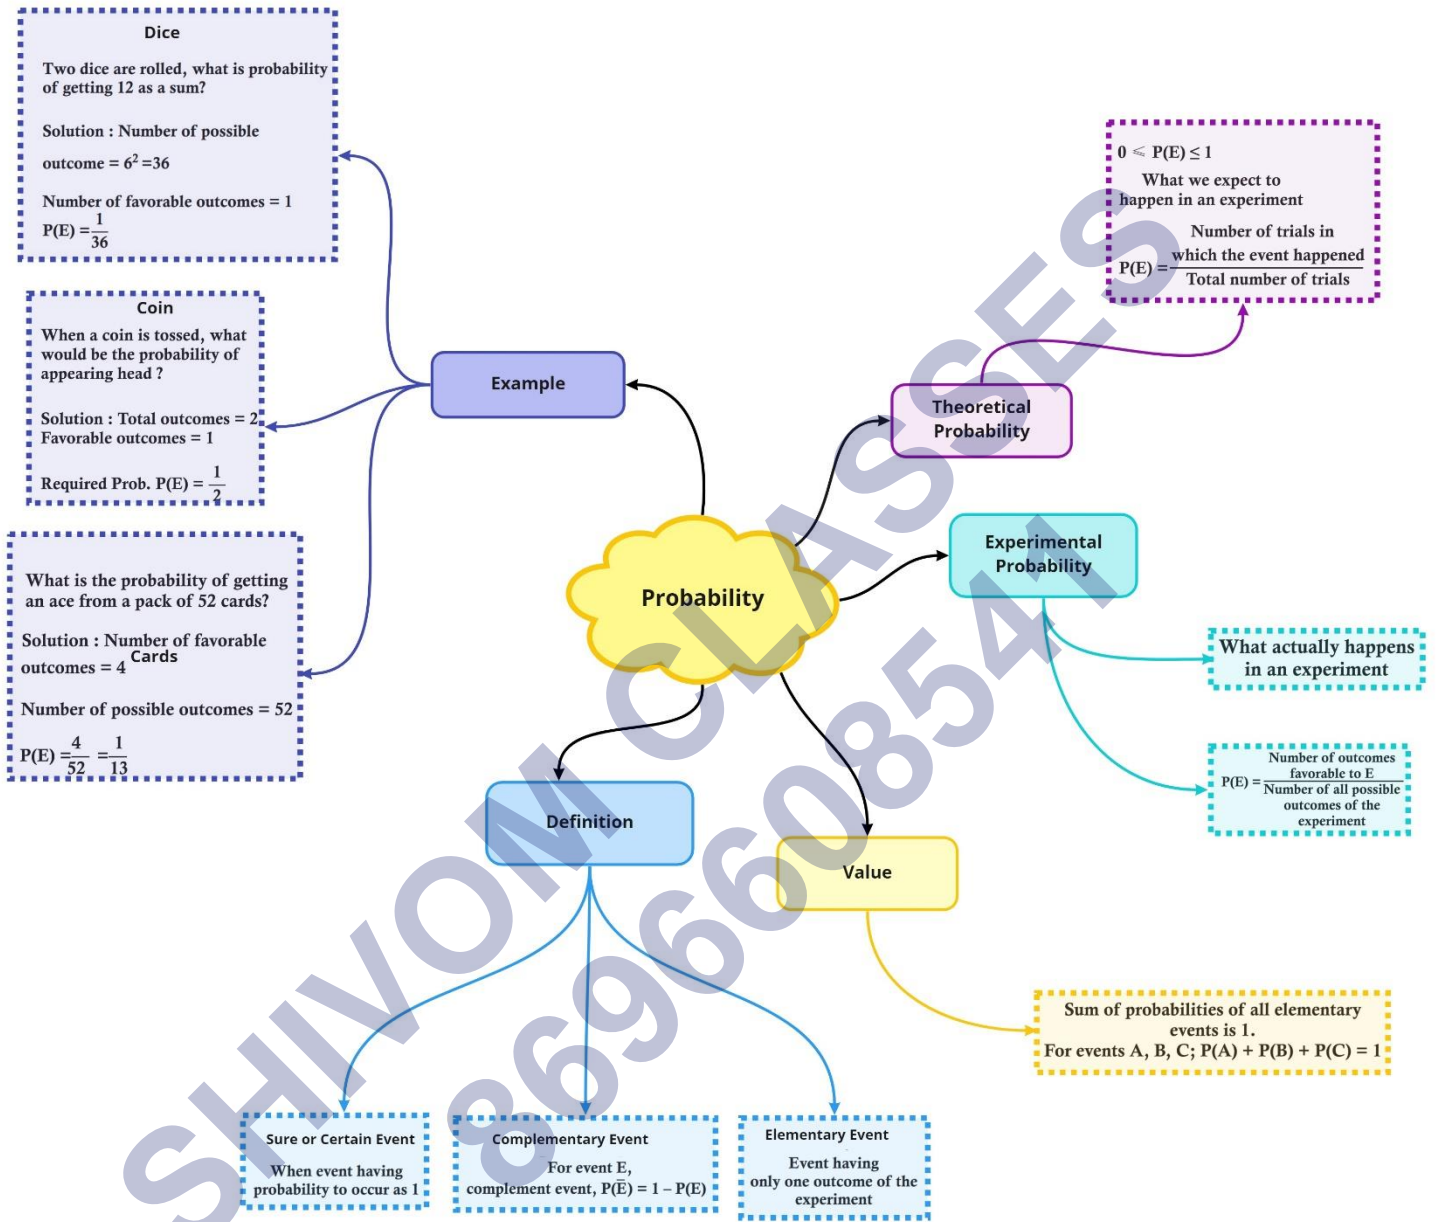 Dice
Two dice are rolled, what is probability
of getting 12 as a sum?
Solution : Number of possible
outcome = 6² =36
Number of favorable outcomes = 1
P(E) = 1/36
Coin
When a coin is tossed, what
would be the probability of
appearing head ?
Solution : Total outcomes = 2
Favorable outcomes = 1
Required Prob. P(E) = 1/2
What is the probability of getting
an ace from a pack of 52 cards?
Solution : Number of favorable
outcomes = 4
Cards
Number of possible outcomes = 52
P(E) = 4/52 = 1/13
Example
0 ≤ P(E) ≤ 1
What we expect to
happen in an experiment
Number of trials in
which the event happened
P(E) =
Total number of trials
Theoretical
Probability
Experimental
Probability
What actually happens
in an experiment
Number of outcomes
favorable to E
P(E) =
Number of all possible
outcomes of the
experiment
Probability
Definition
Value
Sum of probabilities of all elementary
events is 1.
For events A, B, C; P(A) + P(B) + P(C) = 1
Sure or Certain Event
When event having
probability to occur as 1
Complementary Event
For event E,
complement event, P(Ē) = 1 – P(E)
Elementary Event
Event having
only one outcome of the
experiment
SHIVOM CLASSES
8696608541